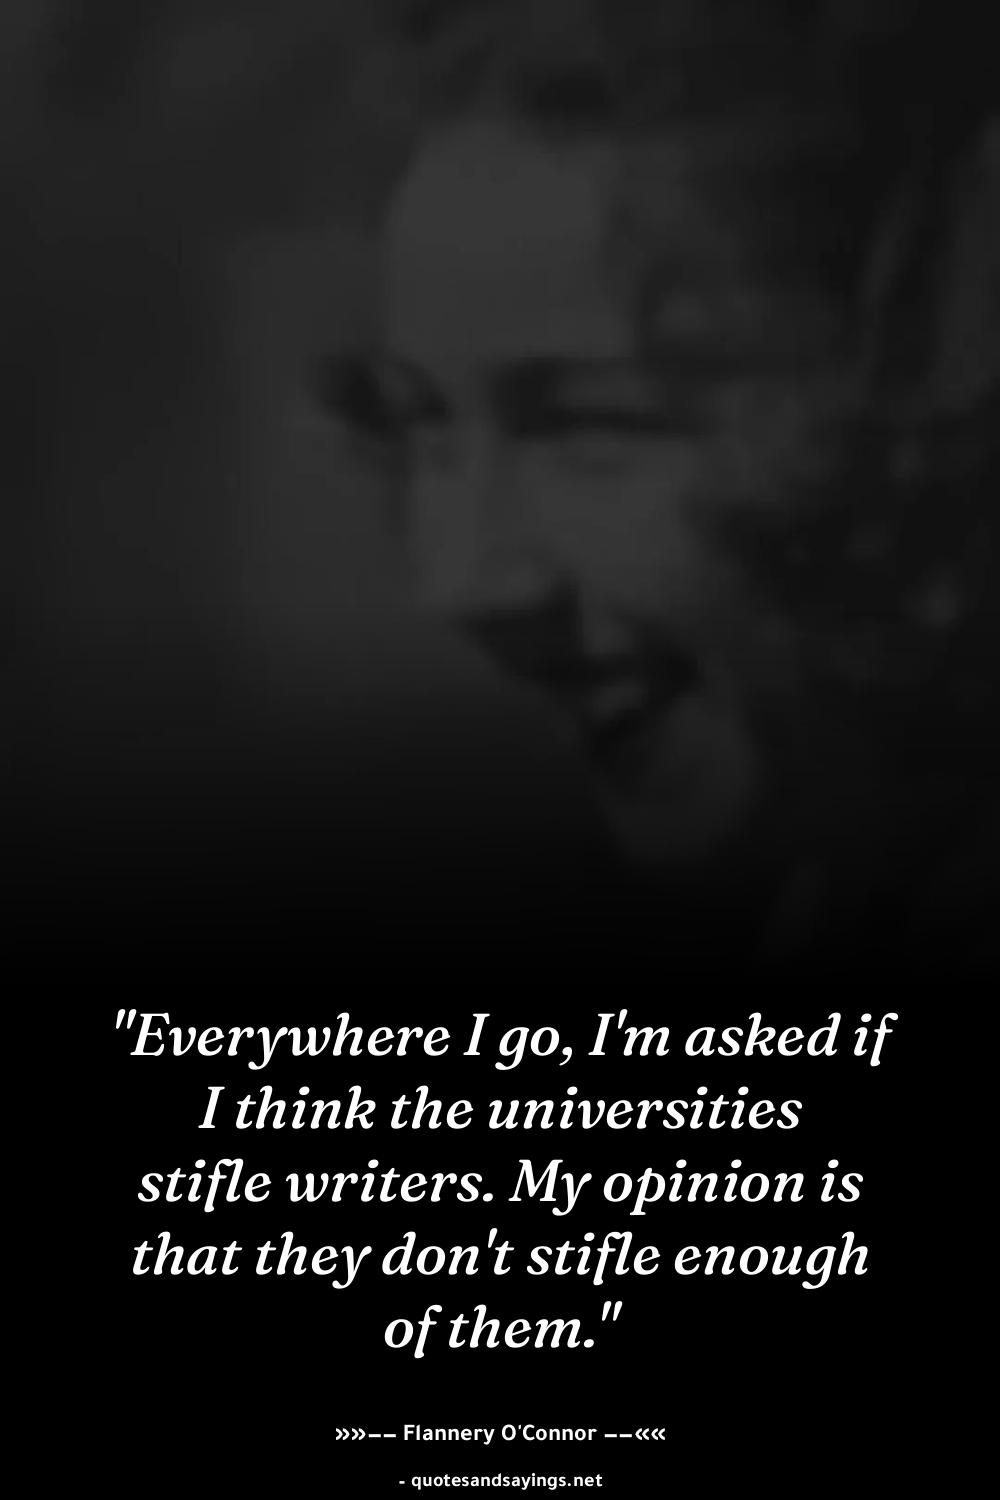 "Everywhere I go, I'm asked if
I think the universities
stifle writers. My opinion is
that they don't stifle enough
of them."
»»–– Flannery O'Connor ––««
- quotesandsayings.net